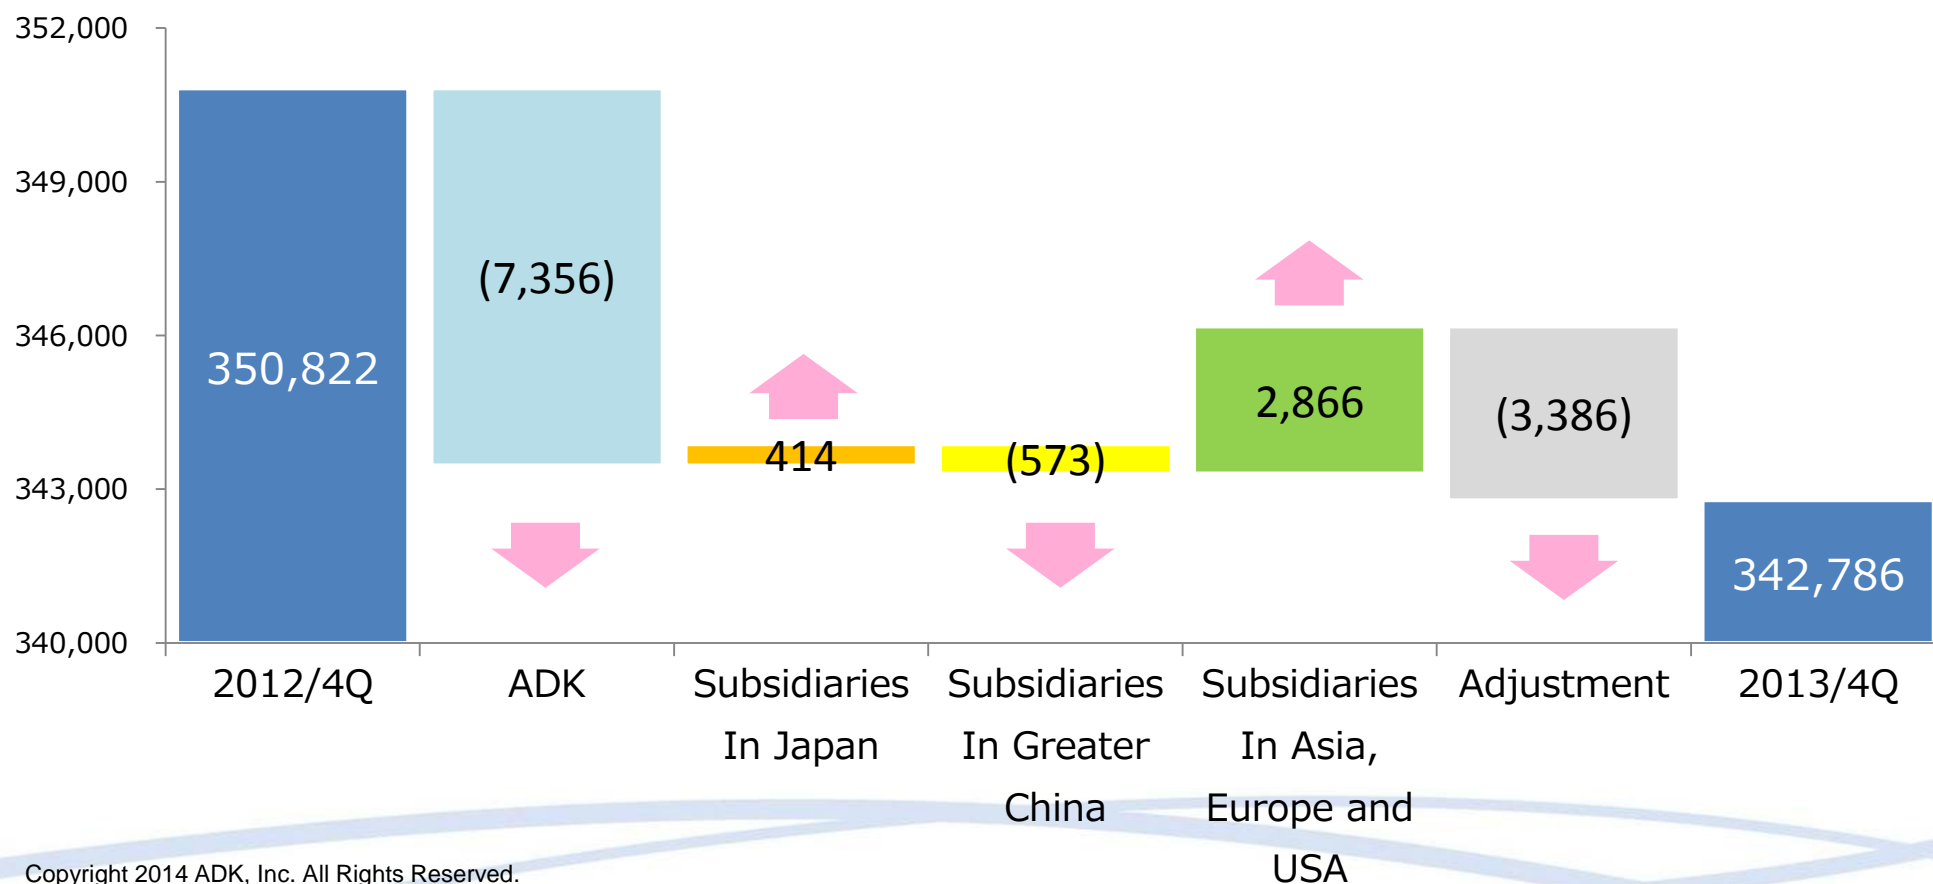 352,000
349,000
346,000
343,000
340,000
350,822
(7,356)
414
(573)
2,866
(3,386)
342,786
2012/4Q
ADK
Subsidiaries
In Japan
Subsidiaries
In Greater
China
Subsidiaries
In Asia,
Europe and
USA
Adjustment
2013/4Q
Copyright 2014 ADK, Inc. All Rights Reserved.